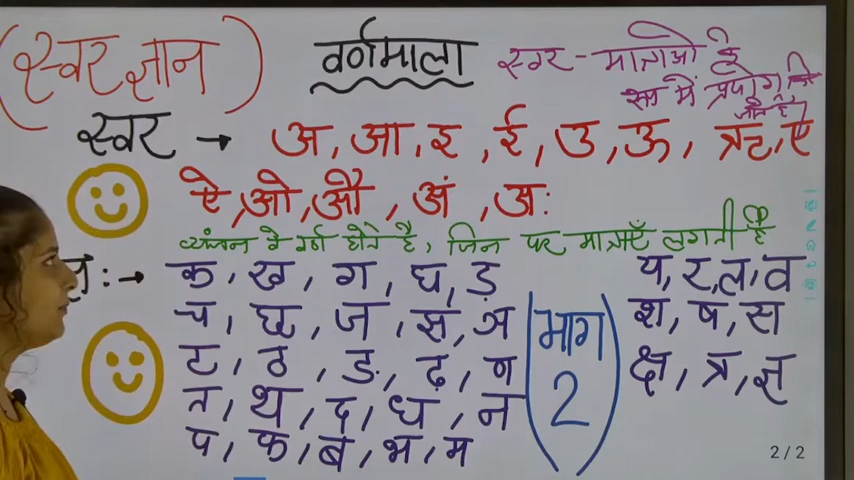 (स्वर ज्ञान) वर्णमाला स्वर - मात्राओं के
रूप में प्रयोग किये
जाते है।
स्वर → अ, आ, इ, ई, उ, ऊ, ऋ, ए
ऐ, ओ, औ, अं, अः
व्यंजन वे वर्ण होते है, जिन पर मात्राएँ लगती है
:→ क, ख, ग, घ, ड़ य, र, ल, व
च, छ, ज, स, ञ श, ष, स
ट, ठ, ङ, ढ़, ण क्ष, त्र, ज्ञ
त, थ, द, ध, न
प, फ, ब, भ, म
भाग
2
2/2